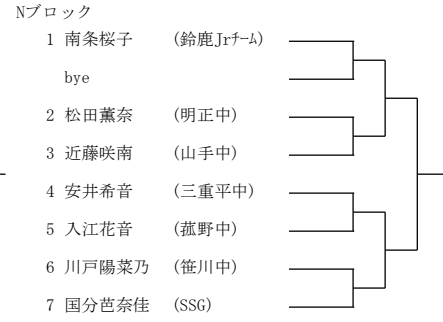 Nブロック
1 南条桜子 (鈴鹿Jrチーム)
bye
2 松田薫奈 (明正中)
3 近藤咲南 (山手中)
4 安井希音 (三重平中)
5 入江花音 (菰野中)
6 川戸陽菜乃 (笹川中)
7 国分芭奈佳 (SSG)